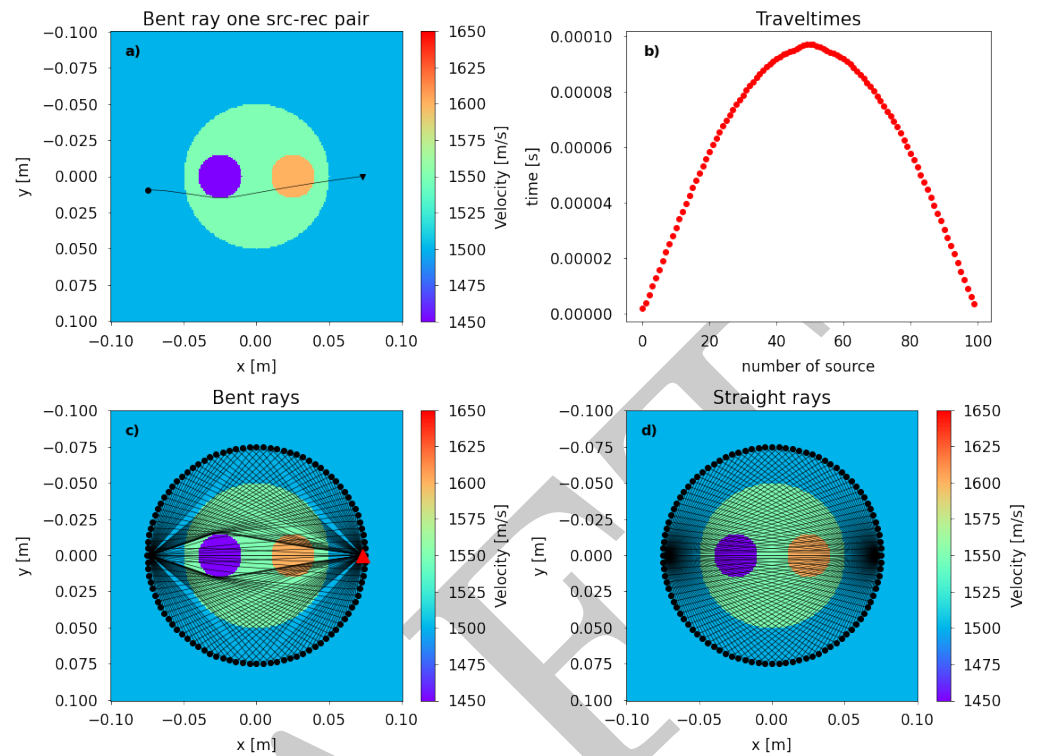 Bent ray one src-rec pair
a)
−0.100
−0.075
−0.050
−0.025
0.000
0.025
0.050
0.075
0.100
y [m]
−0.10 −0.05 0.00 0.05 0.10
x [m]
1650
1625
1600
1575
1550
1525
1500
1475
1450
Velocity [m/s]
Traveltimes
b)
0.00010
0.00008
0.00006
0.00004
0.00002
0.00000
time [s]
0 20 40 60 80 100
number of source
Bent rays
c)
−0.100
−0.075
−0.050
−0.025
0.000
0.025
0.050
0.075
0.100
y [m]
−0.10 −0.05 0.00 0.05 0.10
x [m]
1650
1625
1600
1575
1550
1525
1500
1475
1450
Velocity [m/s]
Straight rays
d)
−0.100
−0.075
−0.050
−0.025
0.000
0.025
0.050
0.075
0.100
y [m]
−0.10 −0.05 0.00 0.05 0.10
x [m]
1650
1625
1600
1575
1550
1525
1500
1475
1450
Velocity [m/s]